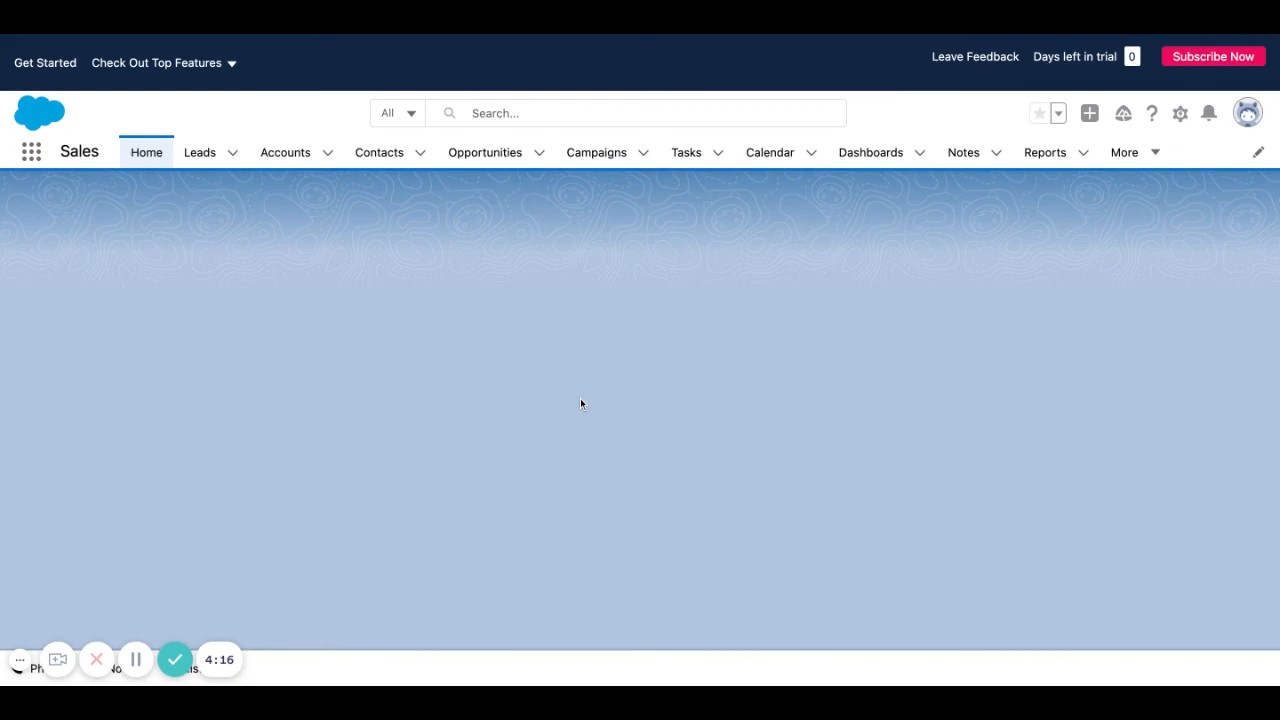 Get Started Check Out Top Features Leave Feedback Days left in trial 0 Subscribe Now
All Search...
Sales Home Leads Accounts Contacts Opportunities Campaigns Tasks Calendar Dashboards Notes Reports More
4:16